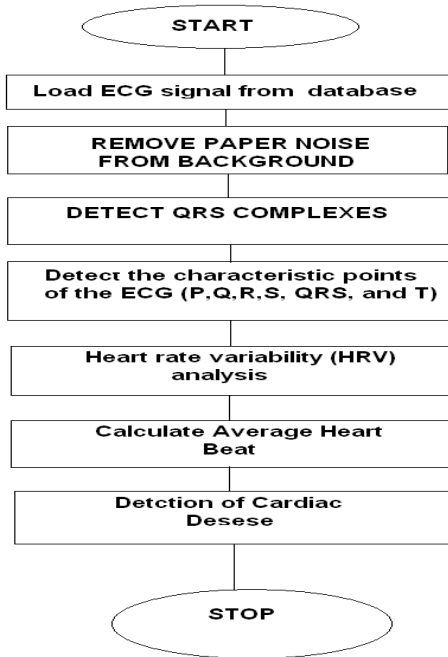 START
Load ECG signal from database
REMOVE PAPER NOISE
FROM BACKGROUND
DETECT QRS COMPLEXES
Detect the characteristic points
of the ECG (P,Q,R,S, QRS, and T)
Heart rate variability (HRV)
analysis
Calculate Average Heart
Beat
Detction of Cardiac
Desese
STOP